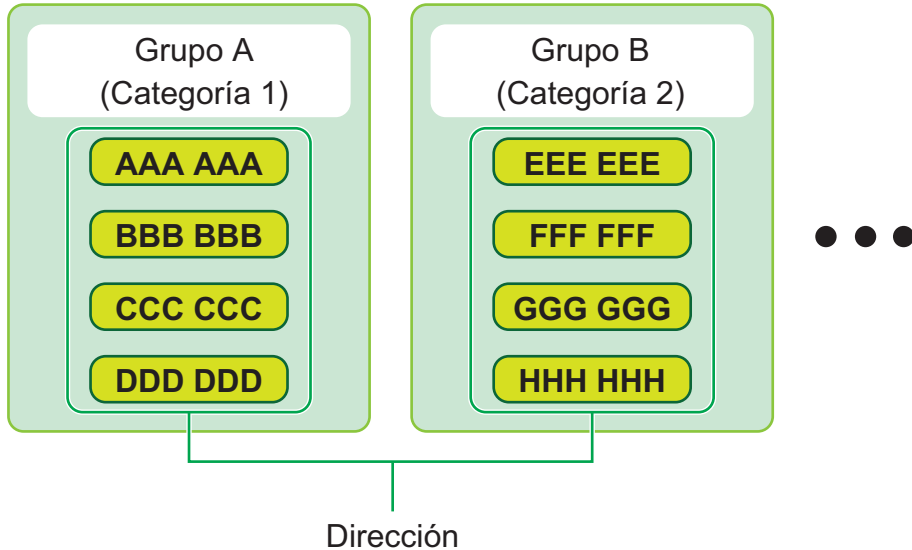 Grupo A
(Categoría 1)
AAA AAA
BBB BBB
CCC CCC
DDD DDD
Grupo B
(Categoría 2)
EEE EEE
FFF FFF
GGG GGG
HHH HHH
Dirección